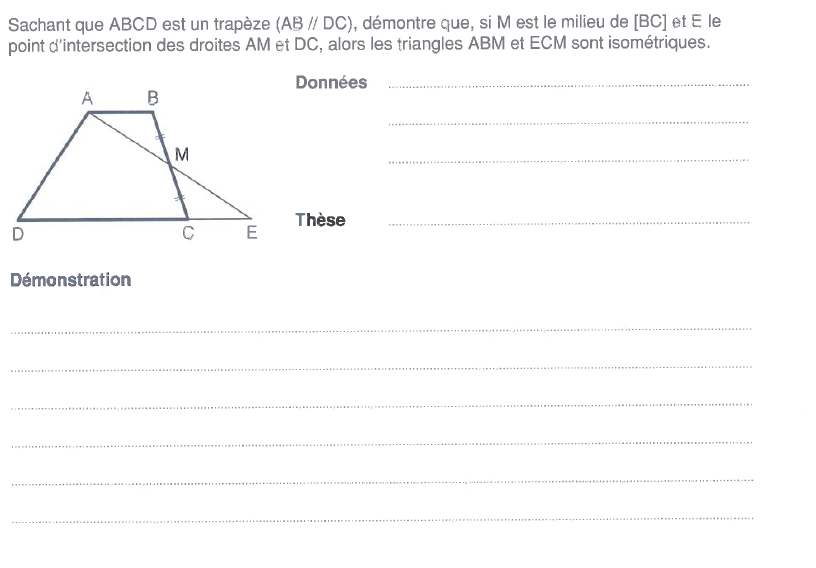 Sachant que ABCD est un trapèze (AB // DC), démontre que, si M est le milieu de [BC] et E le
point d'intersection des droites AM et DC, alors les triangles ABM et ECM sont isométriques.
Données
A B
M
Thèse
D C E
Démonstration